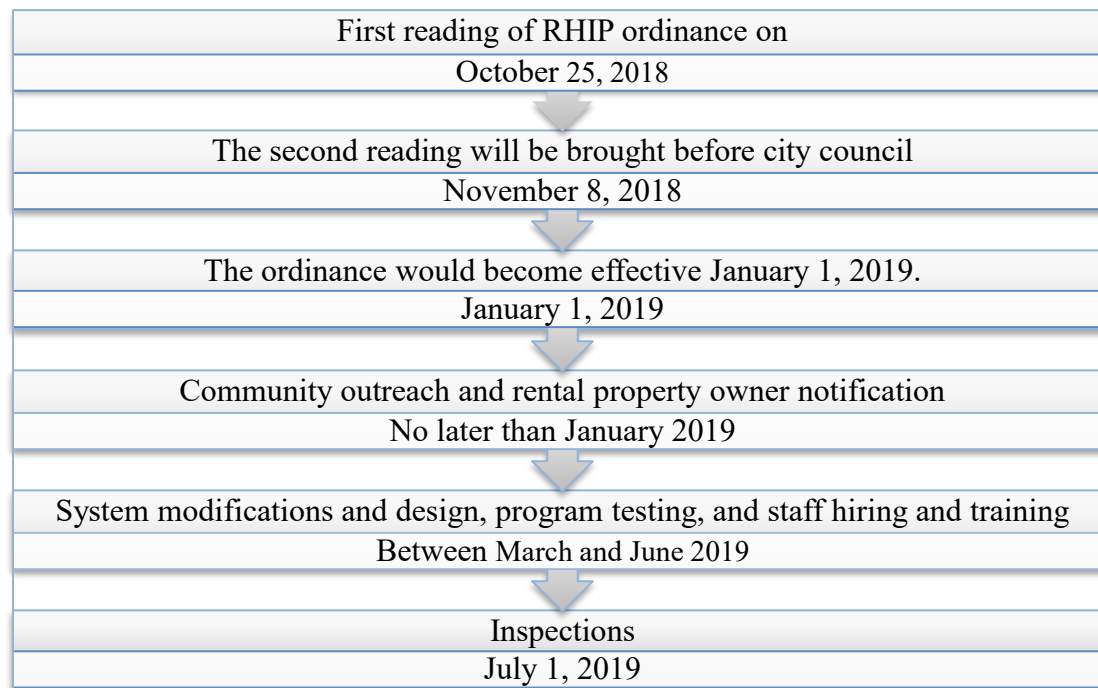 First reading of RHIP ordinance on
October 25, 2018
The second reading will be brought before city council
November 8, 2018
The ordinance would become effective January 1, 2019.
January 1, 2019
Community outreach and rental property owner notification
No later than January 2019
System modifications and design, program testing, and staff hiring and training
Between March and June 2019
Inspections
July 1, 2019